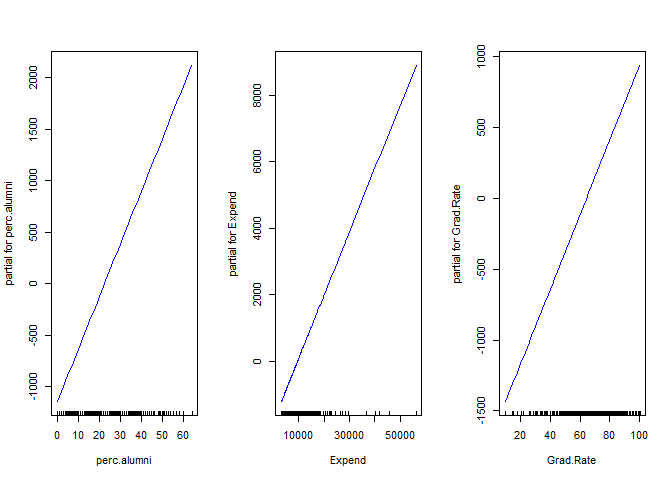 partial for perc.alumni
2000
1500
1000
500
0
-500
-1000
0 10 20 30 40 50 60
perc.alumni
partial for Expend
8000
6000
4000
2000
0
10000 30000 50000
Expend
partial for Grad.Rate
1000
500
0
-500
-1000
-1500
20 40 60 80 100
Grad.Rate